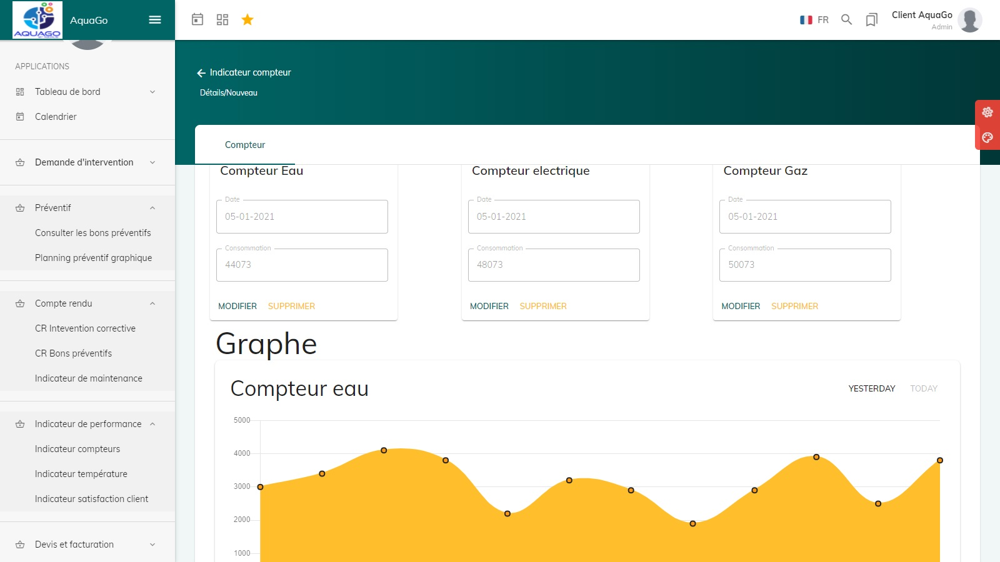 AQUAGO
AquaGo
FR
Client AquaGo
Admin
APPLICATIONS
Tableau de bord
Calendrier
Demande d'intervention
Préventif
Consulter les bons préventifs
Planning préventif graphique
Compte rendu
CR Intevention corrective
CR Bons préventifs
Indicateur de maintenance
Indicateur de performance
Indicateur compteurs
Indicateur température
Indicateur satisfaction client
Devis et facturation
Indicateur compteur
Détails/Nouveau
Compteur
Compteur Eau
Date
05-01-2021
Consommation
44073
MODIFIER SUPPRIMER
Compteur electrique
Date
05-01-2021
Consommation
48073
MODIFIER SUPPRIMER
Compteur Gaz
Date
05-01-2021
Consommation
50073
MODIFIER SUPPRIMER
Graphe
Compteur eau
YESTERDAY TODAY
5000
4000
3000
2000
1000